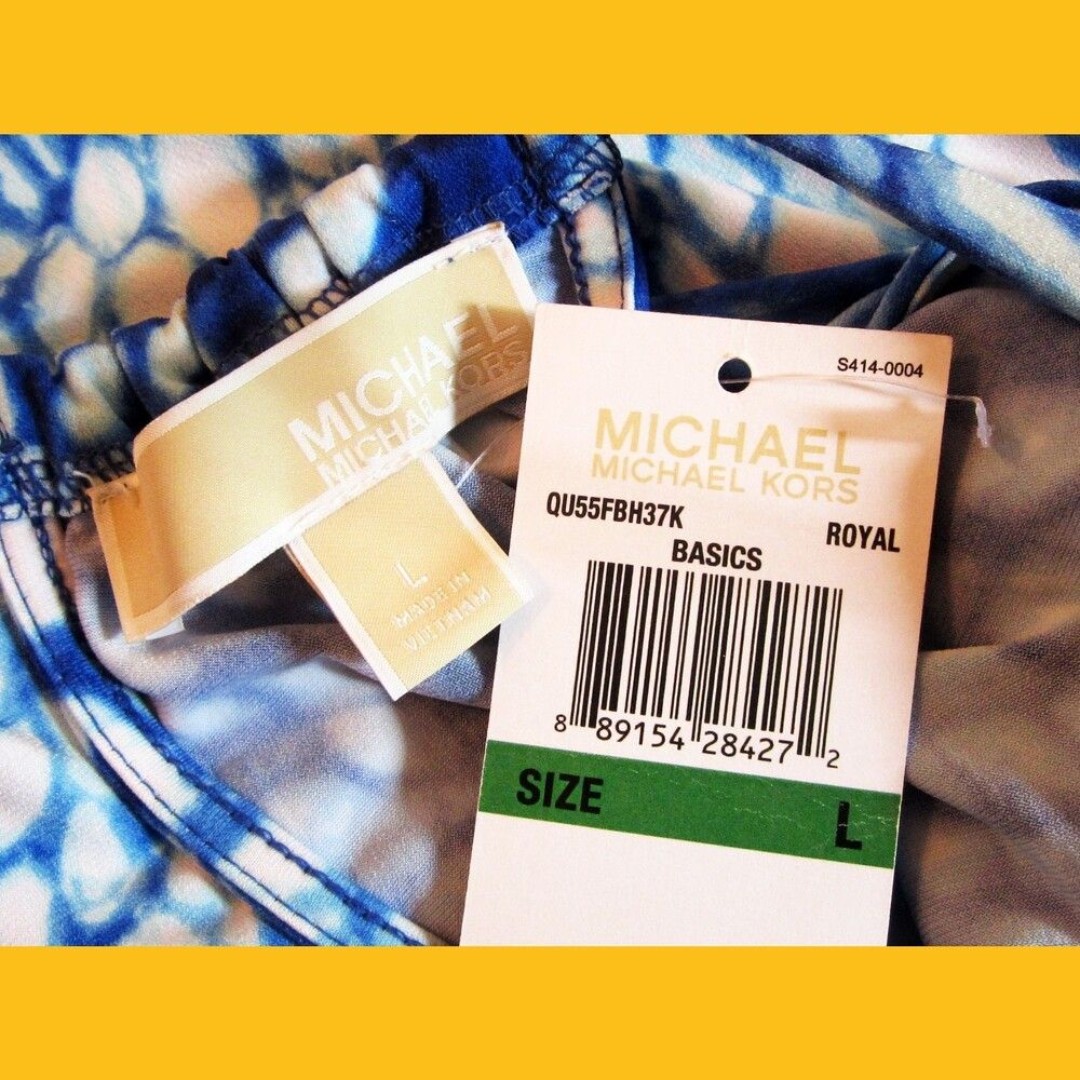 MICHAEL
MICHAEL KORS
L
MADE IN
VIETNAM
S414-0004
MICHAEL
MICHAEL KORS
QU55FBH37K
ROYAL
BASICS
8 89154 28427 2
SIZE L